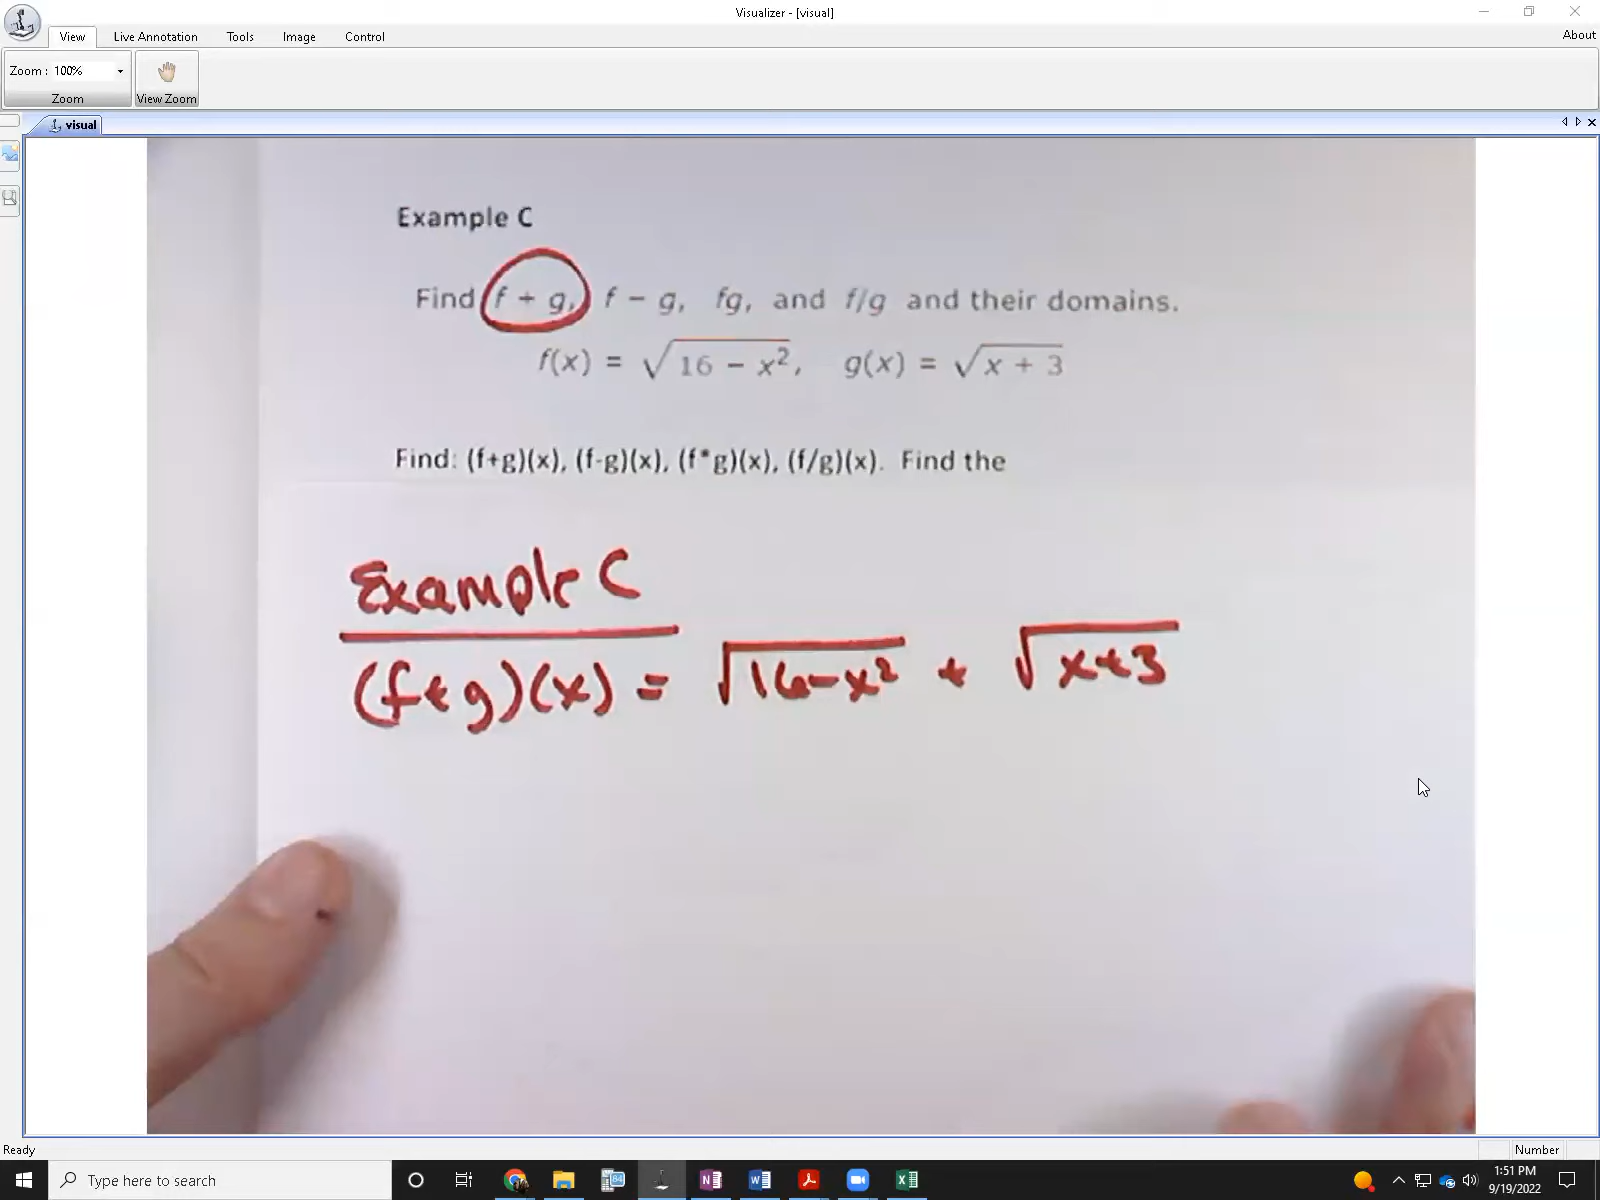 Visualizer - [visual]
View Live Annotation Tools Image Control About
Zoom : 100%
Zoom View Zoom
visual
Example C
Find f + g, f − g, fg, and f/g and their domains.
f(x) = √16 − x², g(x) = √x + 3
Find: (f+g)(x), (f-g)(x), (f*g)(x), (f/g)(x). Find the
Example C
(f+g)(x) = √16-x² + √x+3
Ready Number
Type here to search
1:51 PM
9/19/2022